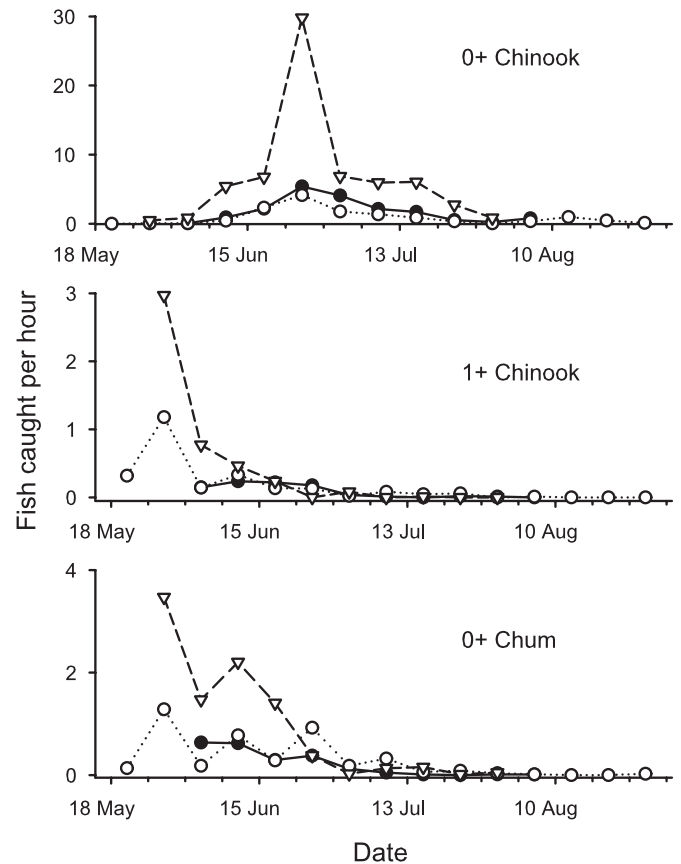 30
20
10
0
0+ Chinook
18 May 15 Jun 13 Jul 10 Aug
Fish caught per hour
3
2
1
0
1+ Chinook
18 May 15 Jun 13 Jul 10 Aug
4
2
0
0+ Chum
18 May 15 Jun 13 Jul 10 Aug
Date